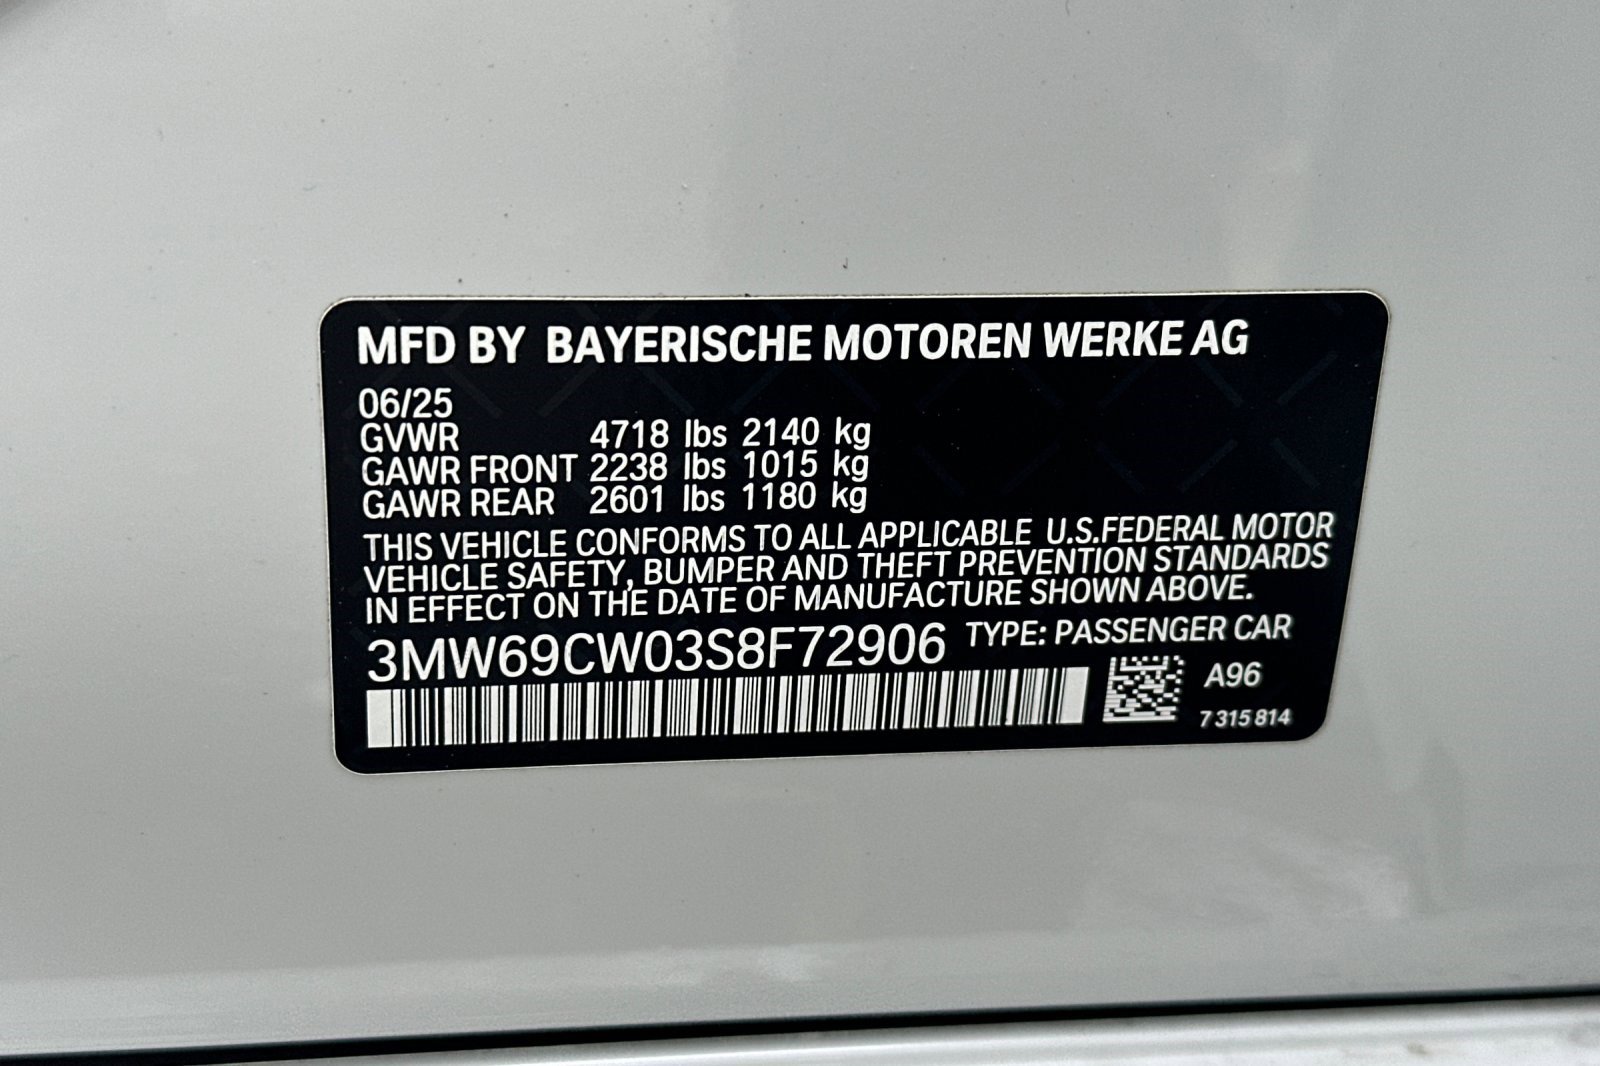 MFD BY BAYERISCHE MOTOREN WERKE AG
06/25
GVWR 4718 lbs 2140 kg
GAWR FRONT 2238 lbs 1015 kg
GAWR REAR 2601 lbs 1180 kg
THIS VEHICLE CONFORMS TO ALL APPLICABLE U.S.FEDERAL MOTOR
VEHICLE SAFETY, BUMPER AND THEFT PREVENTION STANDARDS
IN EFFECT ON THE DATE OF MANUFACTURE SHOWN ABOVE.
3MW69CW03S8F72906 TYPE: PASSENGER CAR
A96
7 315 814